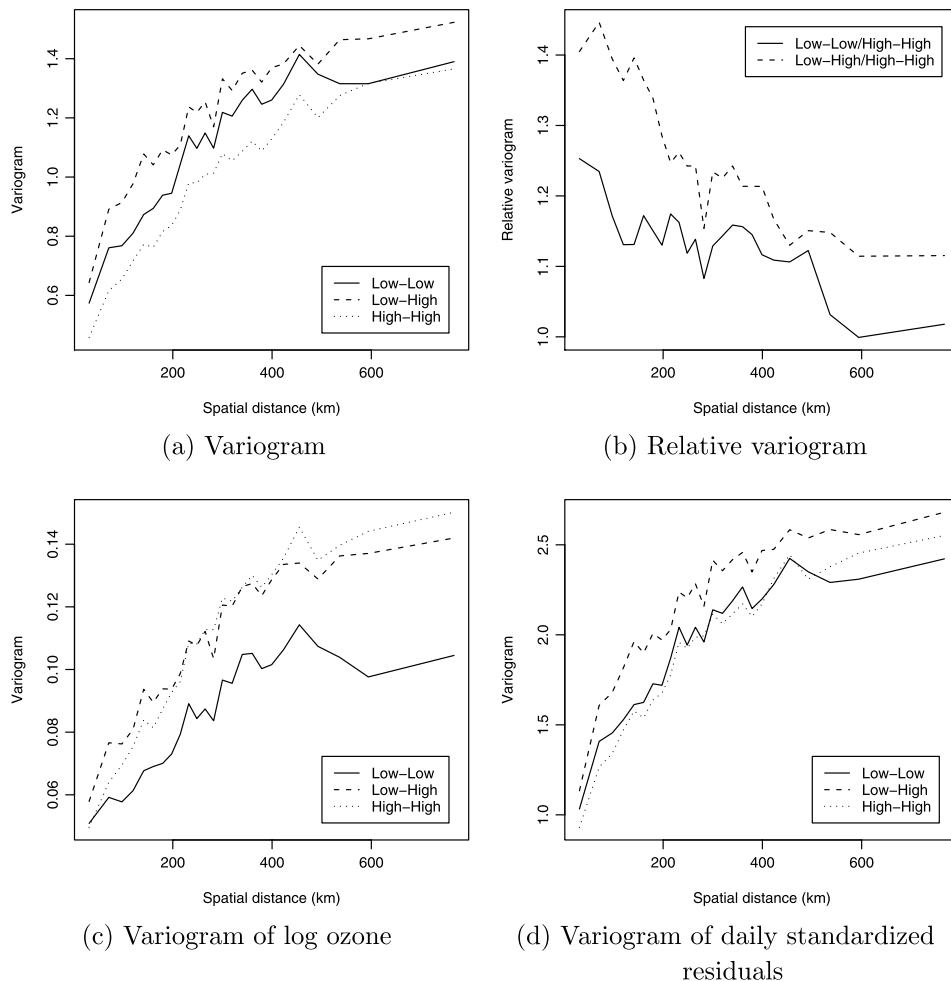 Variogram
0.6 0.8 1.0 1.2 1.4
200 400 600
Spatial distance (km)
Low−Low
Low−High
High−High
(a) Variogram
Relative variogram
1.0 1.1 1.2 1.3 1.4
200 400 600
Spatial distance (km)
Low−Low/High−High
Low−High/High−High
(b) Relative variogram
Variogram
0.06 0.08 0.10 0.12 0.14
200 400 600
Spatial distance (km)
Low−Low
Low−High
High−High
(c) Variogram of log ozone
Variogram
1.0 1.5 2.0 2.5
200 400 600
Spatial distance (km)
Low−Low
Low−High
High−High
(d) Variogram of daily standardized
residuals